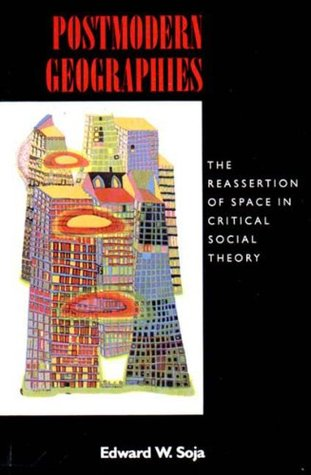 POSTMODERN
GEOGRAPHIES
THE
REASSERTION
OF SPACE IN
CRITICAL
SOCIAL
THEORY
Edward W. Soja